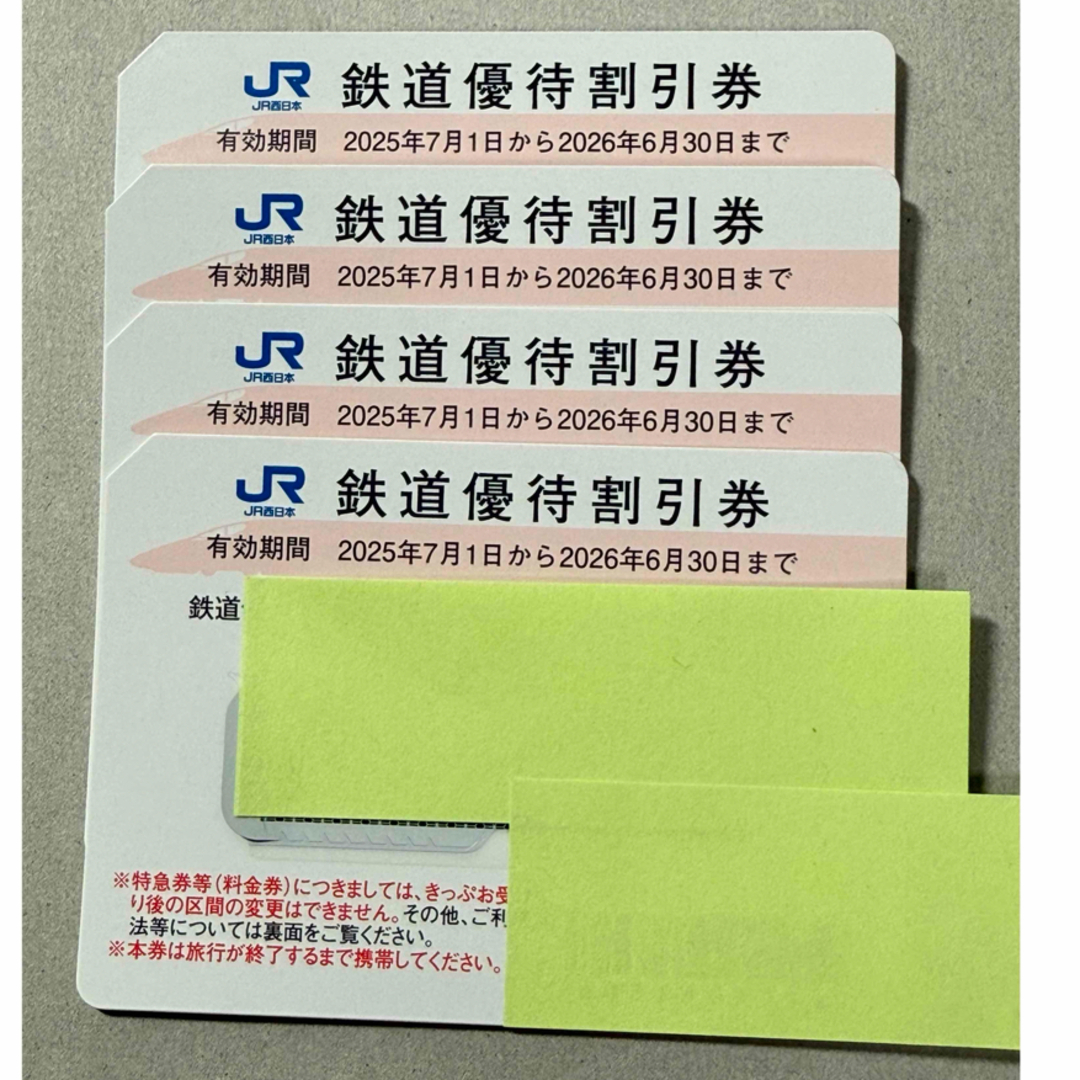 JR 鉄道優待割引券
JR西日本
有効期間 2025年7月1日から2026年6月30日まで
JR 鉄道優待割引券
JR西日本
有効期間 2025年7月1日から2026年6月30日まで
JR 鉄道優待割引券
JR西日本
有効期間 2025年7月1日から2026年6月30日まで
JR 鉄道優待割引券
JR西日本
有効期間 2025年7月1日から2026年6月30日まで
鉄道
※特急券等(料金券)につきましては、きっぷお受
り後の区間の変更はできません。その他、ご利
法等については裏面をご覧ください。
※本券は旅行が終了するまで携帯してください。